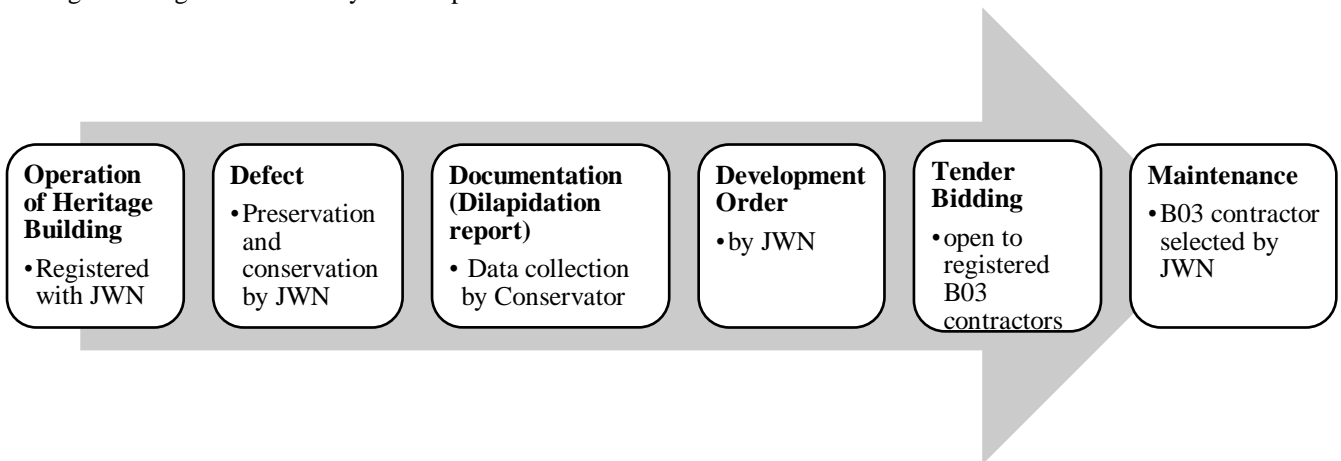 Operation
of Heritage
Building
•Registered
with JWN
Defect
•Preservation
and
conservation
by JWN
Documentation
(Dilapidation
report)
• Data collection
by Conservator
Development
Order
•by JWN
Tender
Bidding
•open to
registered
B03
contractors
Maintenance
•B03 contractor
selected by
JWN